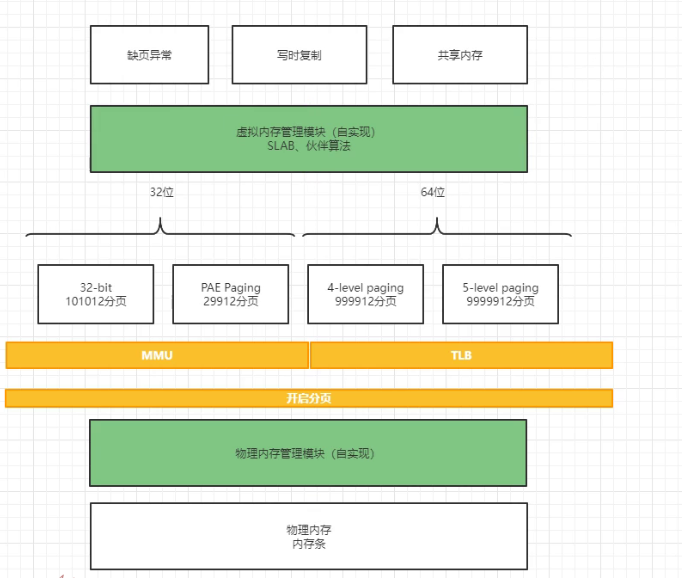 缺页异常
写时复制
共享内存
虚拟内存管理模块（自实现）
SLAB、伙伴算法
32位
64位
32-bit
101012分页
PAE Paging
29912分页
4-level paging
999912分页
5-level paging
9999912分页
MMU
TLB
开启分页
物理内存管理模块（自实现）
物理内存
内存条